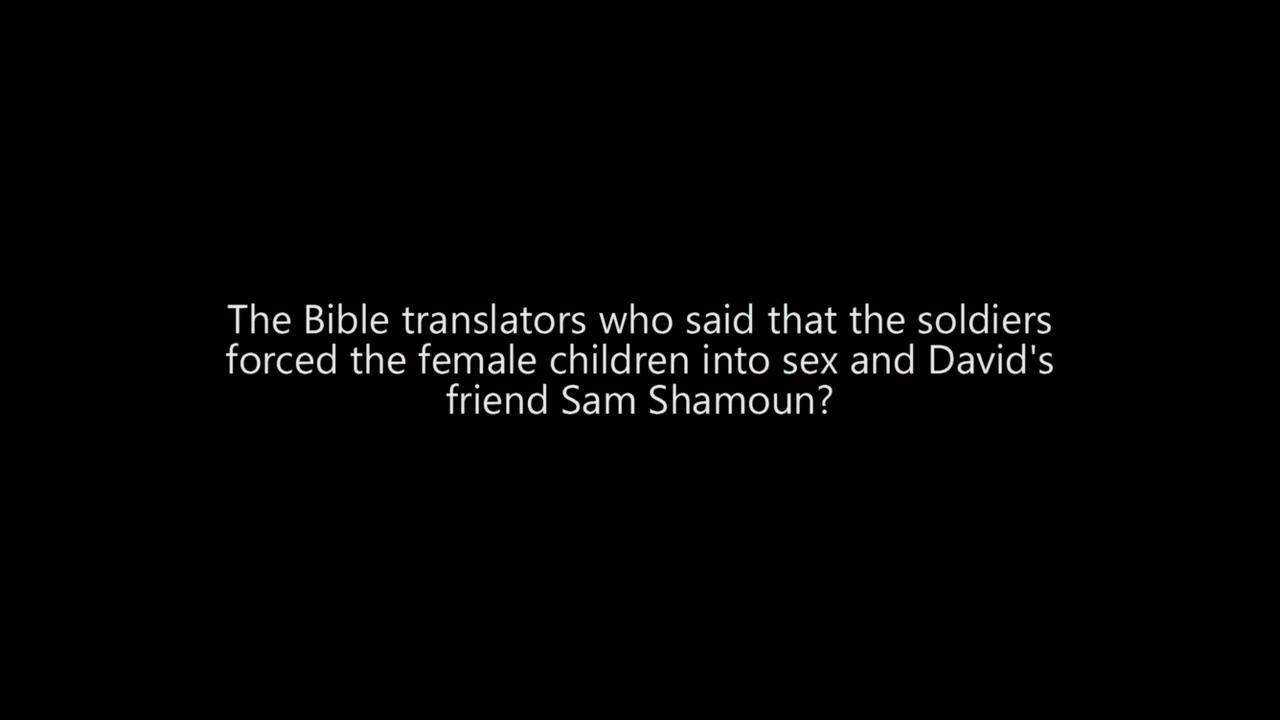 The Bible translators who said that the soldiers
forced the female children into sex and David's
friend Sam Shamoun?